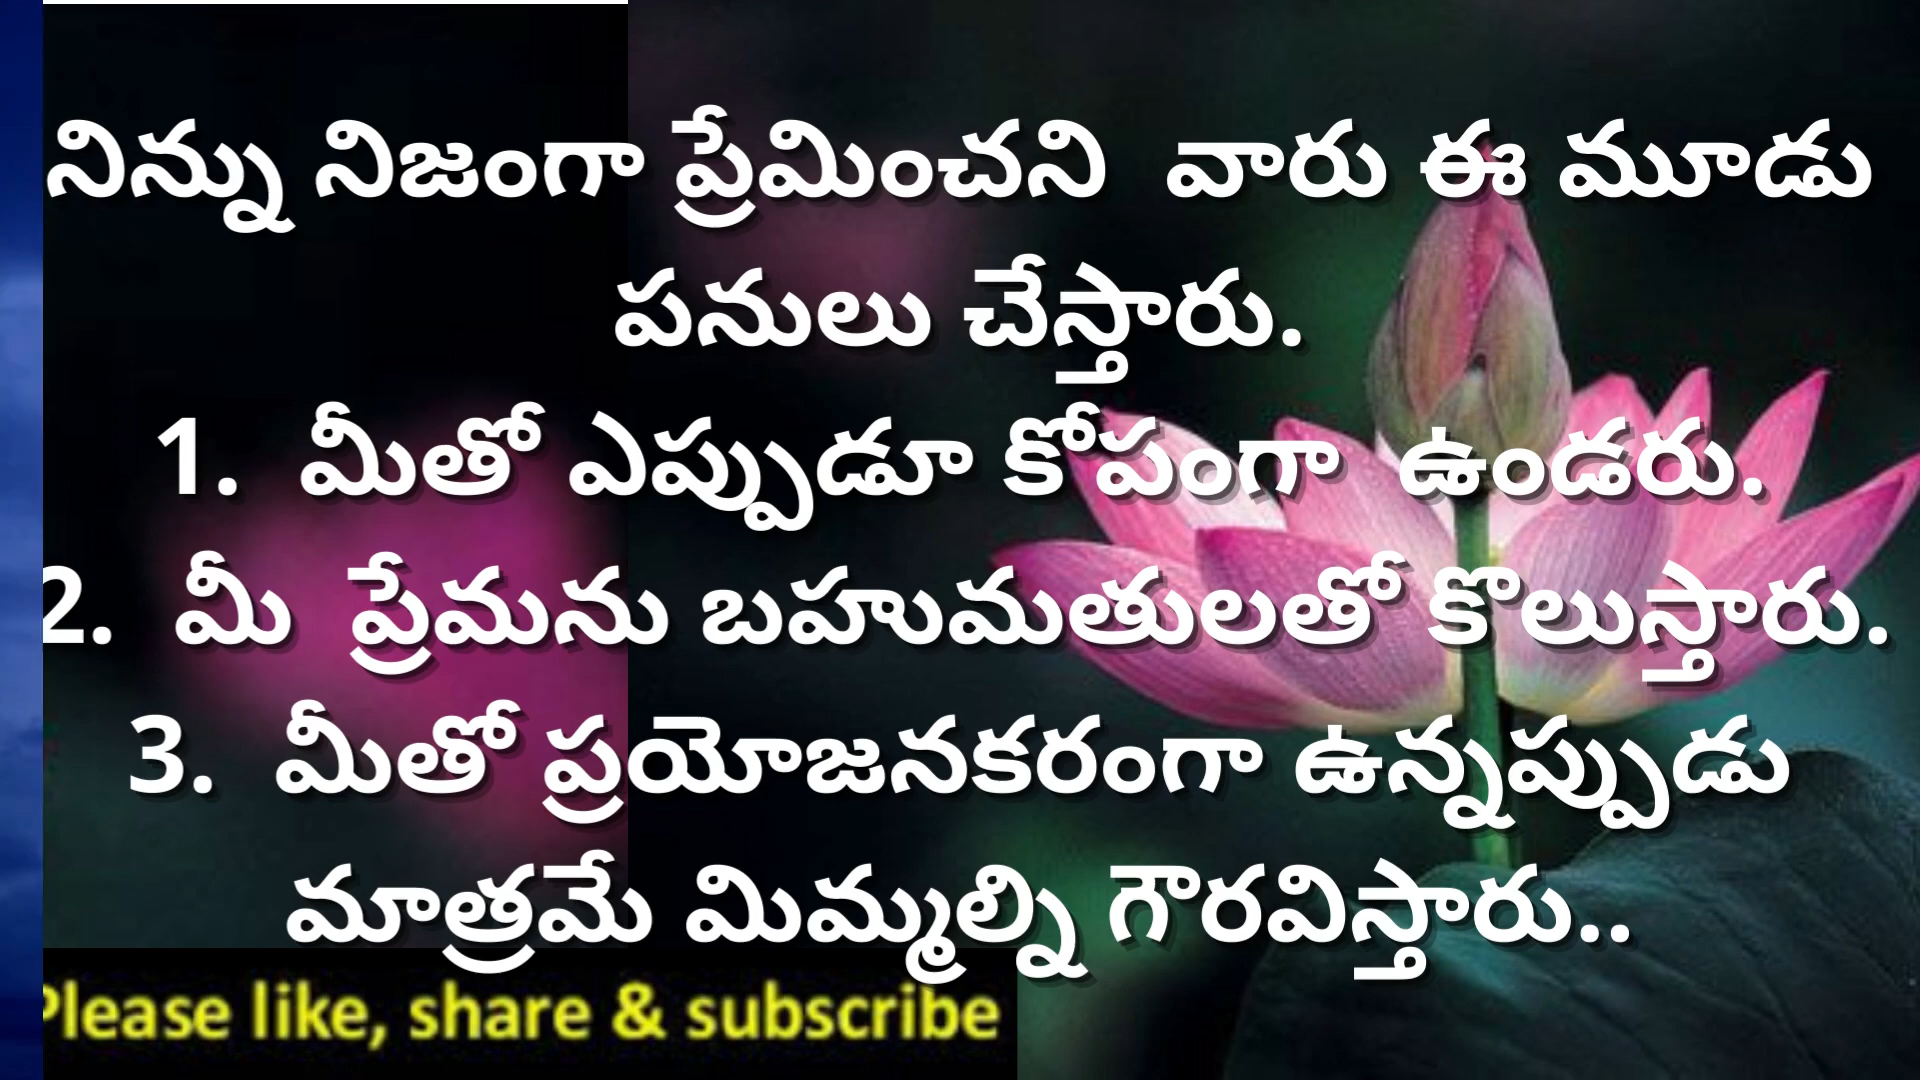 నిన్ను నిజంగా ప్రేమించని వారు ఈ మూడు
పనులు చేస్తారు.
1. మీతో ఎప్పుడూ కోపంగా ఉండరు.
2. మీ ప్రేమను బహుమతులతో కొలుస్తారు.
3. మీతో ప్రయోజనకరంగా ఉన్నప్పుడు
మాత్రమే మిమ్మల్ని గౌరవిస్తారు..
Please like, share & subscribe